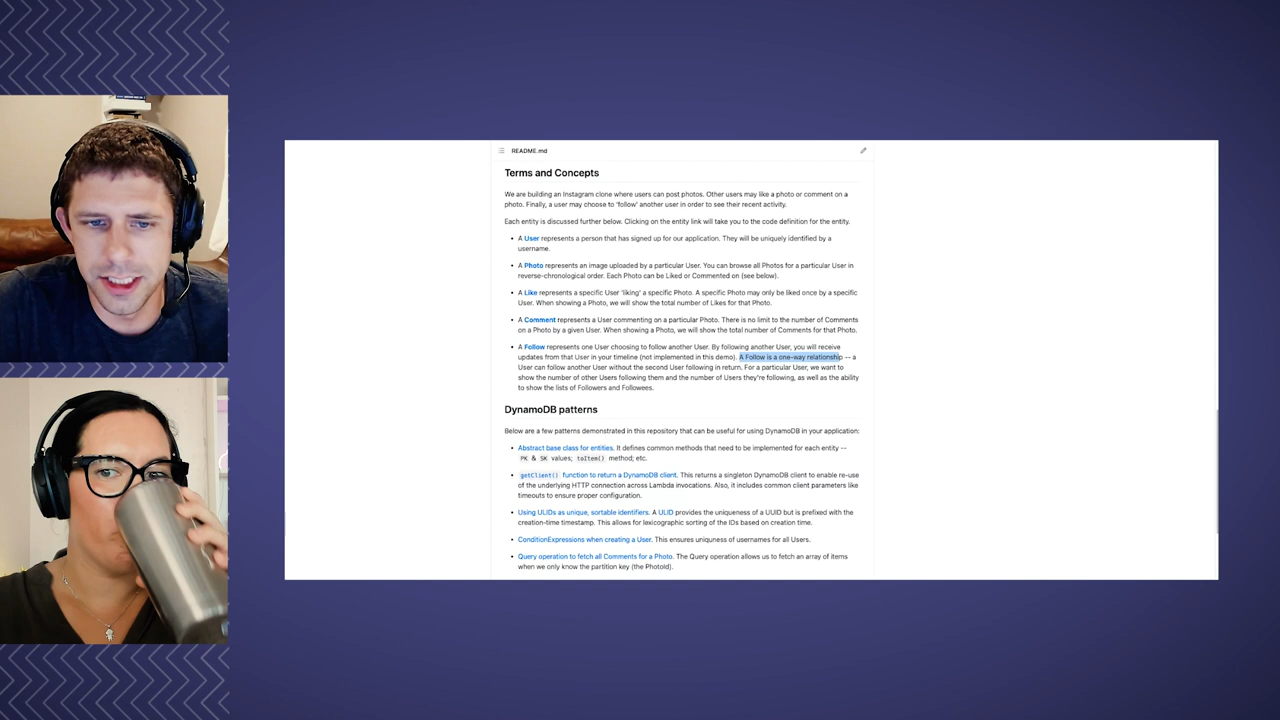 README.md
Terms and Concepts
We are building an Instagram clone where users can post photos. Other users may like a photo or comment on a
photo. Finally, a user may choose to 'follow' another user in order to see their recent activity.
Each entity is discussed further below. Clicking on the entity link will take you to the code definition for the entity.
• A User represents a person that has signed up for our application. They will be uniquely identified by a
username.
• A Photo represents an image uploaded by a particular User. You can browse all Photos for a particular User in
reverse-chronological order. Each Photo can be Liked or Commented on (see below).
• A Like represents a specific User 'liking' a specific Photo. A specific Photo may only be liked once by a specific
User. When showing a Photo, we will show the total number of Likes for that Photo.
• A Comment represents a User commenting on a particular Photo. There is no limit to the number of Comments
on a Photo by a given User. When showing a Photo, we will show the total number of Comments for that Photo.
• A Follow represents one User choosing to follow another User. By following another User, you will receive
updates from that User in your timeline (not implemented in this demo). A Follow is a one-way relationship -- a
User can follow another User without the second User following in return. For a particular User, we want to
show the number of other Users following them and the number of Users they're following, as well as the ability
to show the lists of Followers and Followees.
DynamoDB patterns
Below are a few patterns demonstrated in this repository that can be useful for using DynamoDB in your application:
• Abstract base class for entities. It defines common methods that need to be implemented for each entity --
PK & SK values; toItem() method; etc.
• getClient() function to return a DynamoDB client. This returns a singleton DynamoDB client to enable re-use
of the underlying HTTP connection across Lambda invocations. Also, it includes common client parameters like
timeouts to ensure proper configuration.
• Using ULIDs as unique, sortable identifiers. A ULID provides the uniqueness of a UUID but is prefixed with the
creation-time timestamp. This allows for lexicographic sorting of the IDs based on creation time.
• ConditionExpressions when creating a User. This ensures uniquness of usernames for all Users.
• Query operation to fetch all Comments for a Photo. The Query operation allows us to fetch an array of items
when we only know the partition key (the PhotoId).